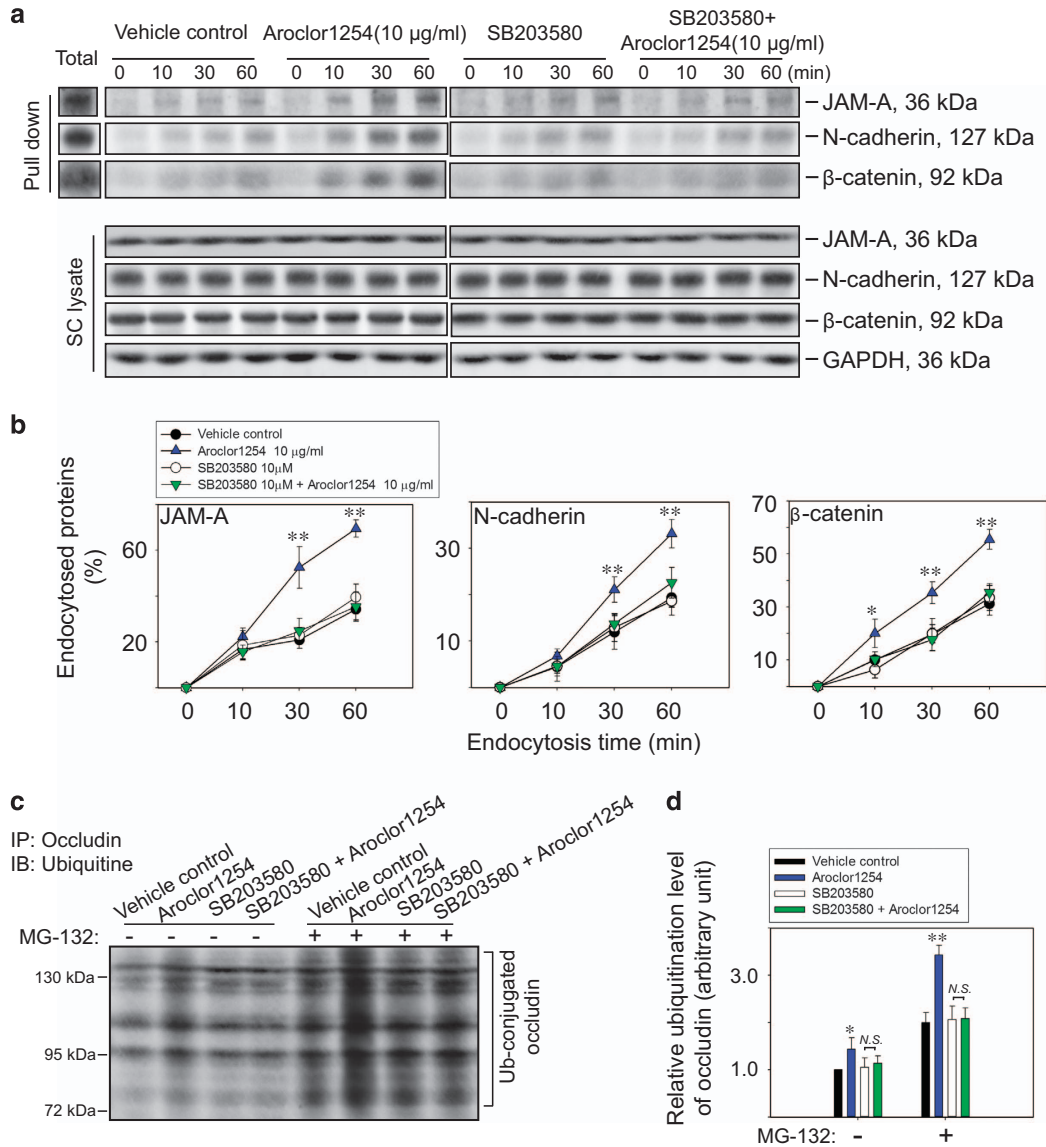 a
Vehicle control Aroclor1254(10 μg/ml) SB203580 SB203580+
Aroclor1254(10 μg/ml)
Total 0 10 30 60 0 10 30 60 0 10 30 60 0 10 30 60 (min)
Pull down
JAM-A, 36 kDa
N-cadherin, 127 kDa
β-catenin, 92 kDa
SC lysate
JAM-A, 36 kDa
N-cadherin, 127 kDa
β-catenin, 92 kDa
GAPDH, 36 kDa
b
Vehicle control
Aroclor1254 10 μg/ml
SB203580 10μM
SB203580 10μM + Aroclor1254 10 μg/ml
Endocytosed proteins
(%)
JAM-A
60
20
** **
0 10 30 60
N-cadherin
30
10
** **
0 10 30 60
β-catenin
70
50
30
10
* ** **
0 10 30 60
Endocytosis time (min)
c
IP: Occludin
IB: Ubiquitine
Vehicle control Aroclor1254 SB203580 SB203580 + Aroclor1254 Vehicle control Aroclor1254 SB203580 SB203580 + Aroclor1254
MG-132: - - - - + + + +
130 kDa
95 kDa
72 kDa
Ub-conjugated
occludin
d
Vehicle control
Aroclor1254
SB203580
SB203580 + Aroclor1254
Relative ubiquitination level
of occludin (arbitrary unit)
3.0
1.0
* N.S.
** N.S.
MG-132: - +